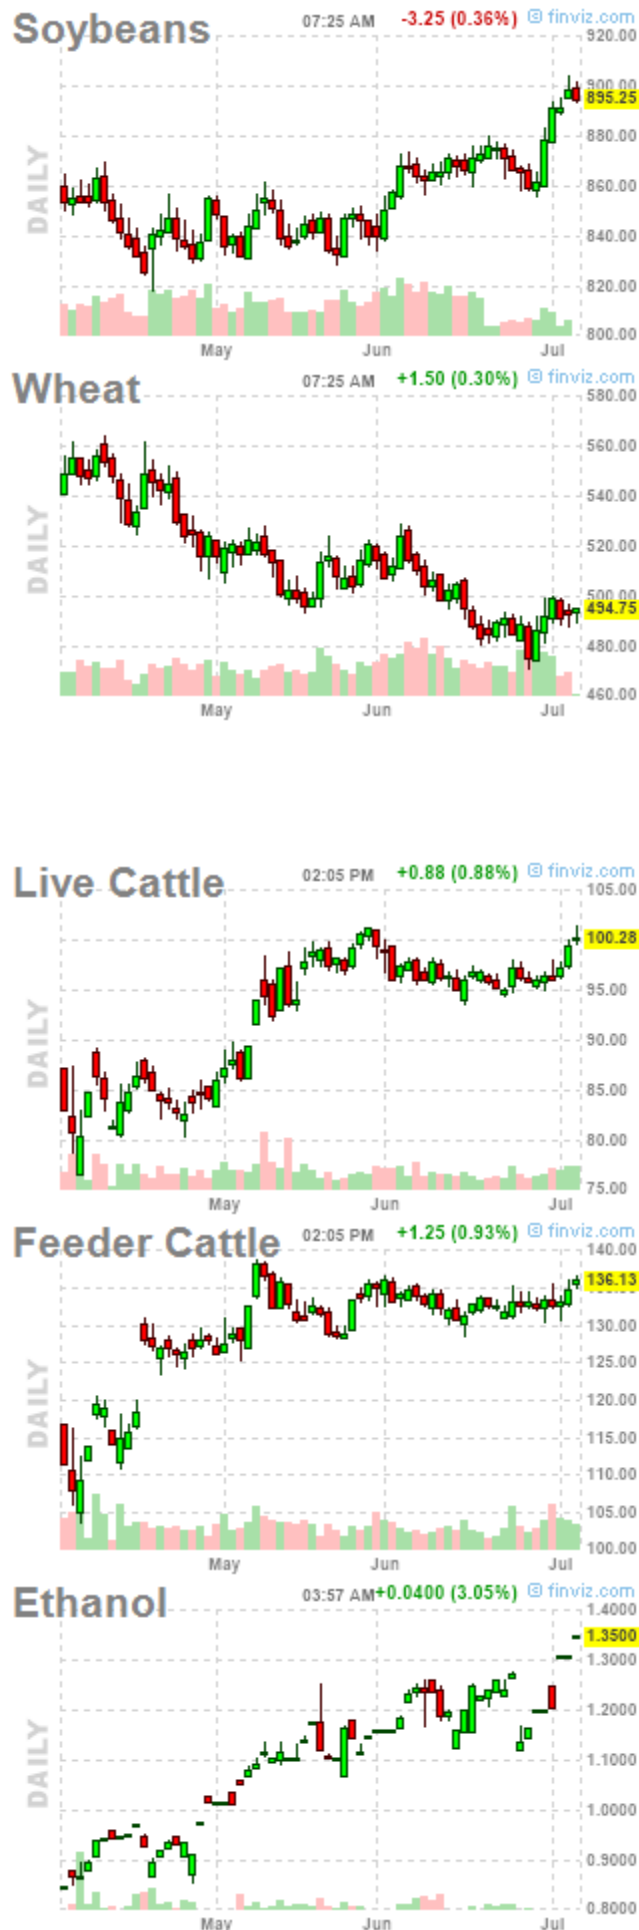 Soybeans 07:25 AM -3.25 (0.36%) © finviz.com
920.00
900.00
895.25
880.00
860.00
DAILY
840.00
820.00
800.00
May Jun Jul
Wheat 07:25 AM +1.50 (0.30%) © finviz.com
580.00
560.00
540.00
DAILY
520.00
500.00
494.75
480.00
460.00
May Jun Jul
Live Cattle 02:05 PM +0.88 (0.88%) © finviz.com
105.00
100.28
95.00
DAILY
90.00
85.00
80.00
75.00
May Jun Jul
Feeder Cattle 02:05 PM +1.25 (0.93%) © finviz.com
140.00
136.13
130.00
125.00
DAILY
120.00
115.00
110.00
105.00
100.00
May Jun Jul
Ethanol 03:57 AM +0.0400 (3.05%) © finviz.com
1.4000
1.3500
1.3000
1.2000
DAILY
1.1000
1.0000
0.9000
0.8000
May Jun Jul